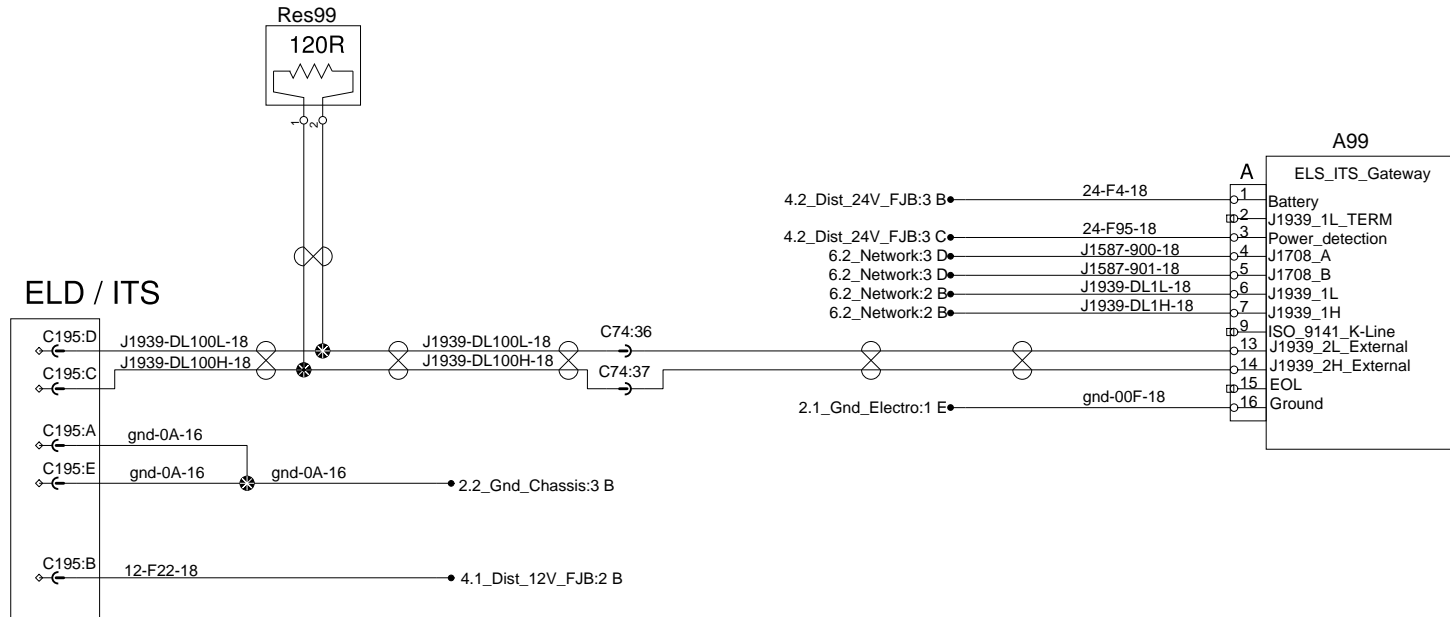 Res99
120R
1
2
A99
A
ELS_ITS_Gateway
4.2_Dist_24V_FJB:3 B
24-F4-18
1
Battery
2
J1939_1L_TERM
4.2_Dist_24V_FJB:3 C
24-F95-18
3
Power_detection
6.2_Network:3 D
J1587-900-18
4
J1708_A
6.2_Network:3 D
J1587-901-18
5
J1708_B
6.2_Network:2 B
J1939-DL1L-18
6
J1939_1L
6.2_Network:2 B
J1939-DL1H-18
7
J1939_1H
9
ISO_9141_K-Line
ELD / ITS
C195:D
J1939-DL100L-18
J1939-DL100L-18
C74:36
13
J1939_2L_External
C195:C
J1939-DL100H-18
J1939-DL100H-18
C74:37
14
J1939_2H_External
15
EOL
2.1_Gnd_Electro:1 E
gnd-00F-18
16
Ground
C195:A
gnd-0A-16
C195:E
gnd-0A-16
gnd-0A-16
2.2_Gnd_Chassis:3 B
C195:B
12-F22-18
4.1_Dist_12V_FJB:2 B